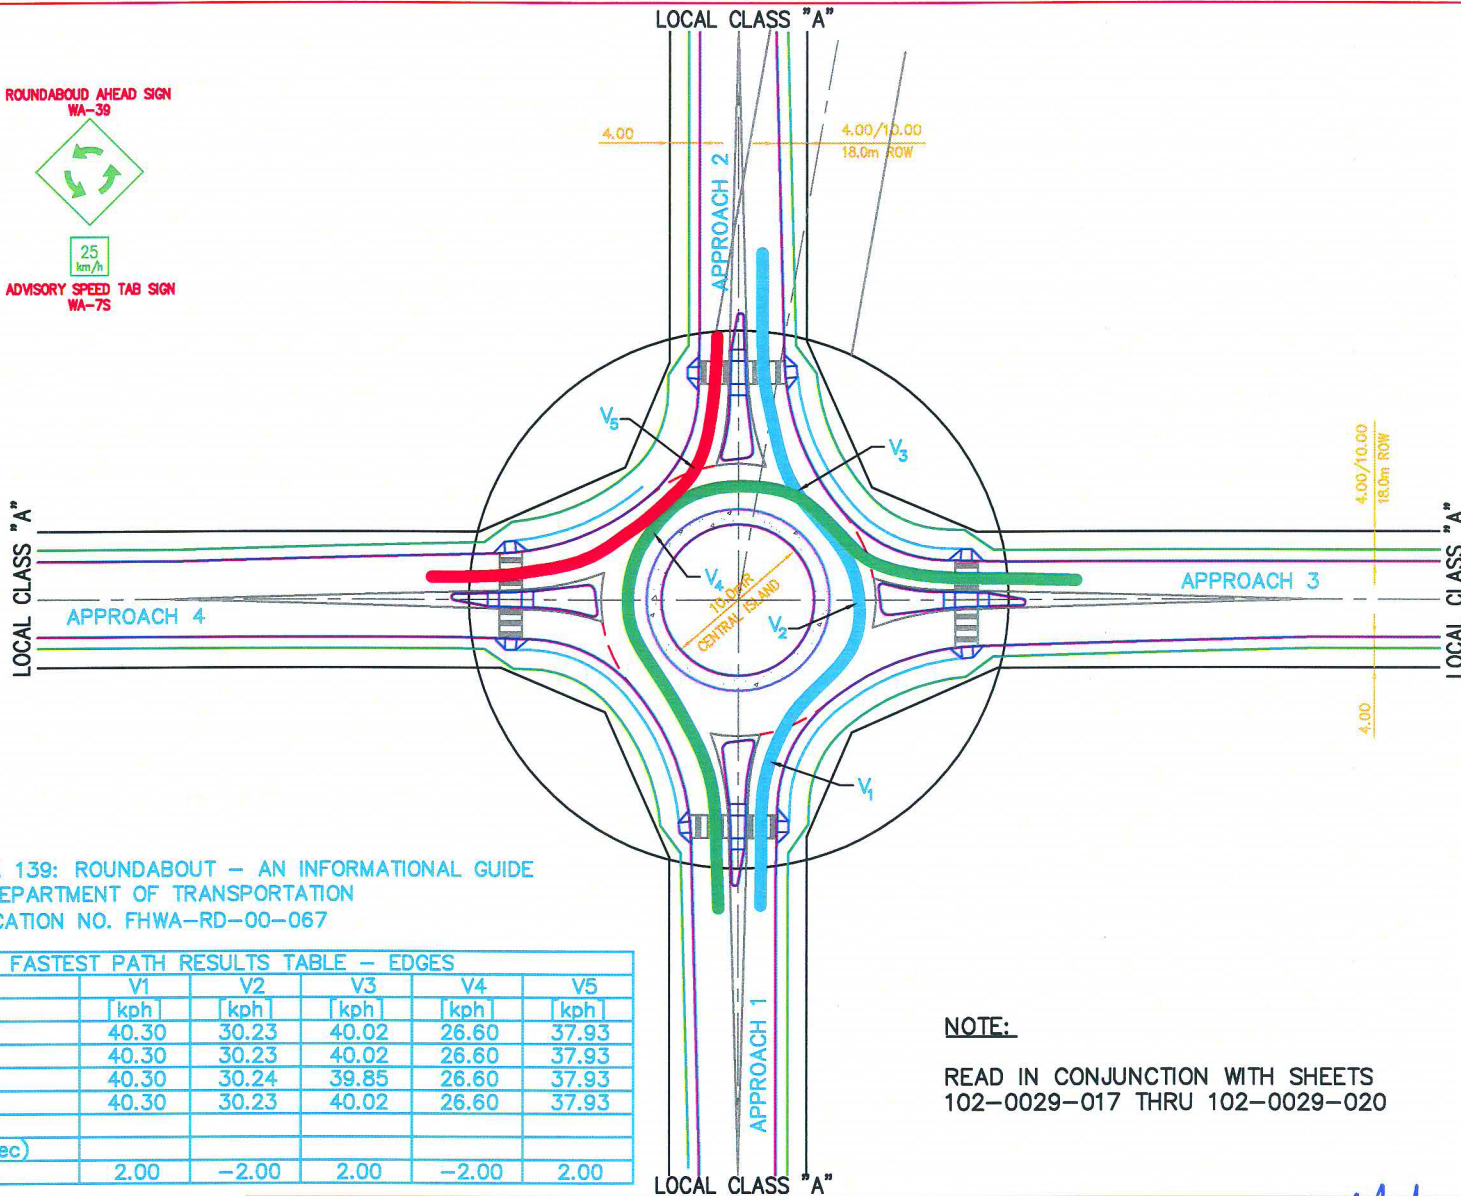 LOCAL CLASS "A"
ROUNDABOUD AHEAD SIGN
WA-39
25
km/h
ADVISORY SPEED TAB SIGN
WA-7S
4.00
4.00/10.00
18.0m ROW
APPROACH 2
V5
V3
V4
V2
V1
10.0mR
CENTRAL ISLAND
LOCAL CLASS "A"
APPROACH 4
APPROACH 3
4.00/10.00
18.0m ROW
4.00
LOCAL CLASS "A"
139: ROUNDABOUT – AN INFORMATIONAL GUIDE
EPARTMENT OF TRANSPORTATION
CATION NO. FHWA-RD-00-067
FASTEST PATH RESULTS TABLE – EDGES
V1 V2 V3 V4 V5
[kph] [kph] [kph] [kph] [kph]
40.30 30.23 40.02 26.60 37.93
40.30 30.23 40.02 26.60 37.93
40.30 30.24 39.85 26.60 37.93
40.30 30.23 40.02 26.60 37.93
ec)
2.00 -2.00 2.00 -2.00 2.00
APPROACH 1
LOCAL CLASS "A"
NOTE:
READ IN CONJUNCTION WITH SHEETS
102-0029-017 THRU 102-0029-020